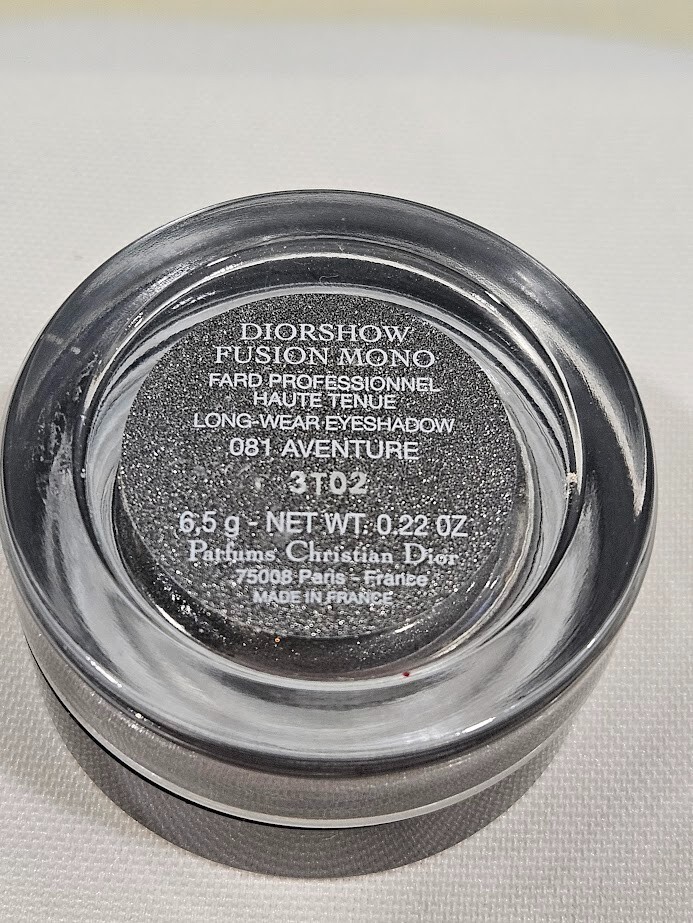 DIORSHOW
FUSION MONO
FARD PROFESSIONNEL
HAUTE TENUE
LONG-WEAR EYESHADOW
081 AVENTURE
3T02
6,5 g - NET WT. 0.22 OZ
Parfums Christian Dior
75008 Paris - France
MADE IN FRANCE